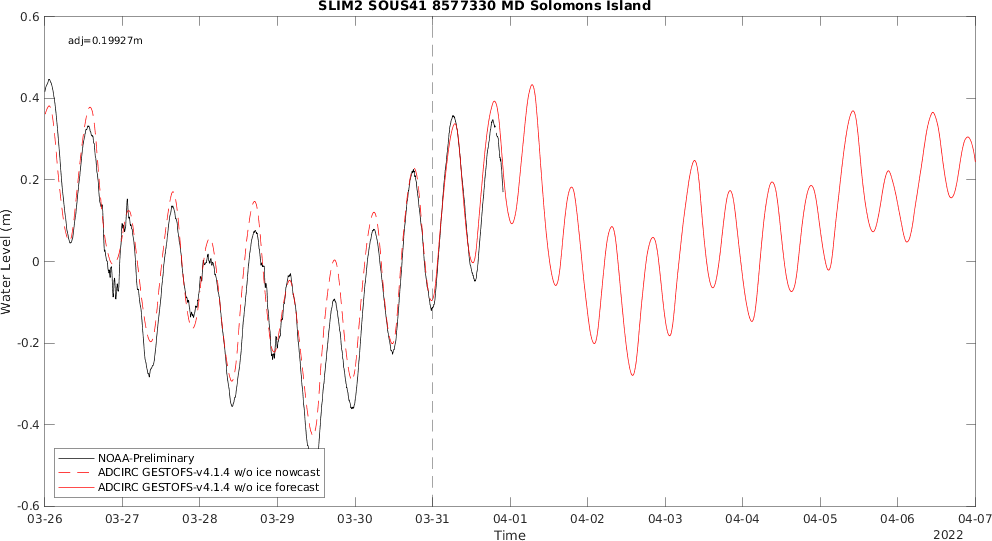 SLIM2 SOUS41 8577330 MD Solomons Island
adj=0.19927m
0.6
0.4
0.2
0
-0.2
-0.4
-0.6
Water Level (m)
NOAA-Preliminary
ADCIRC GESTOFS-v4.1.4 w/o ice nowcast
ADCIRC GESTOFS-v4.1.4 w/o ice forecast
03-26 03-27 03-28 03-29 03-30 03-31 04-01 04-02 04-03 04-04 04-05 04-06 04-07
Time
2022